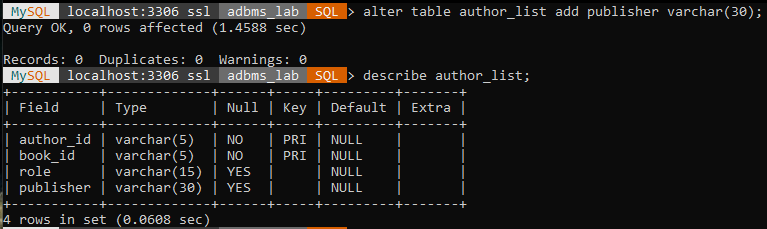 MySQL localhost:3306 ssl adbms_lab SQL > alter table author_list add publisher varchar(30);
Query OK, 0 rows affected (1.4588 sec)

Records: 0  Duplicates: 0  Warnings: 0
MySQL localhost:3306 ssl adbms_lab SQL > describe author_list;
+-----------+-------------+------+-----+---------+-------+
| Field     | Type        | Null | Key | Default | Extra |
+-----------+-------------+------+-----+---------+-------+
| author_id | varchar(5)  | NO   | PRI | NULL    |       |
| book_id   | varchar(5)  | NO   | PRI | NULL    |       |
| role      | varchar(15) | YES  |     | NULL    |       |
| publisher | varchar(30) | YES  |     | NULL    |       |
+-----------+-------------+------+-----+---------+-------+
4 rows in set (0.0608 sec)